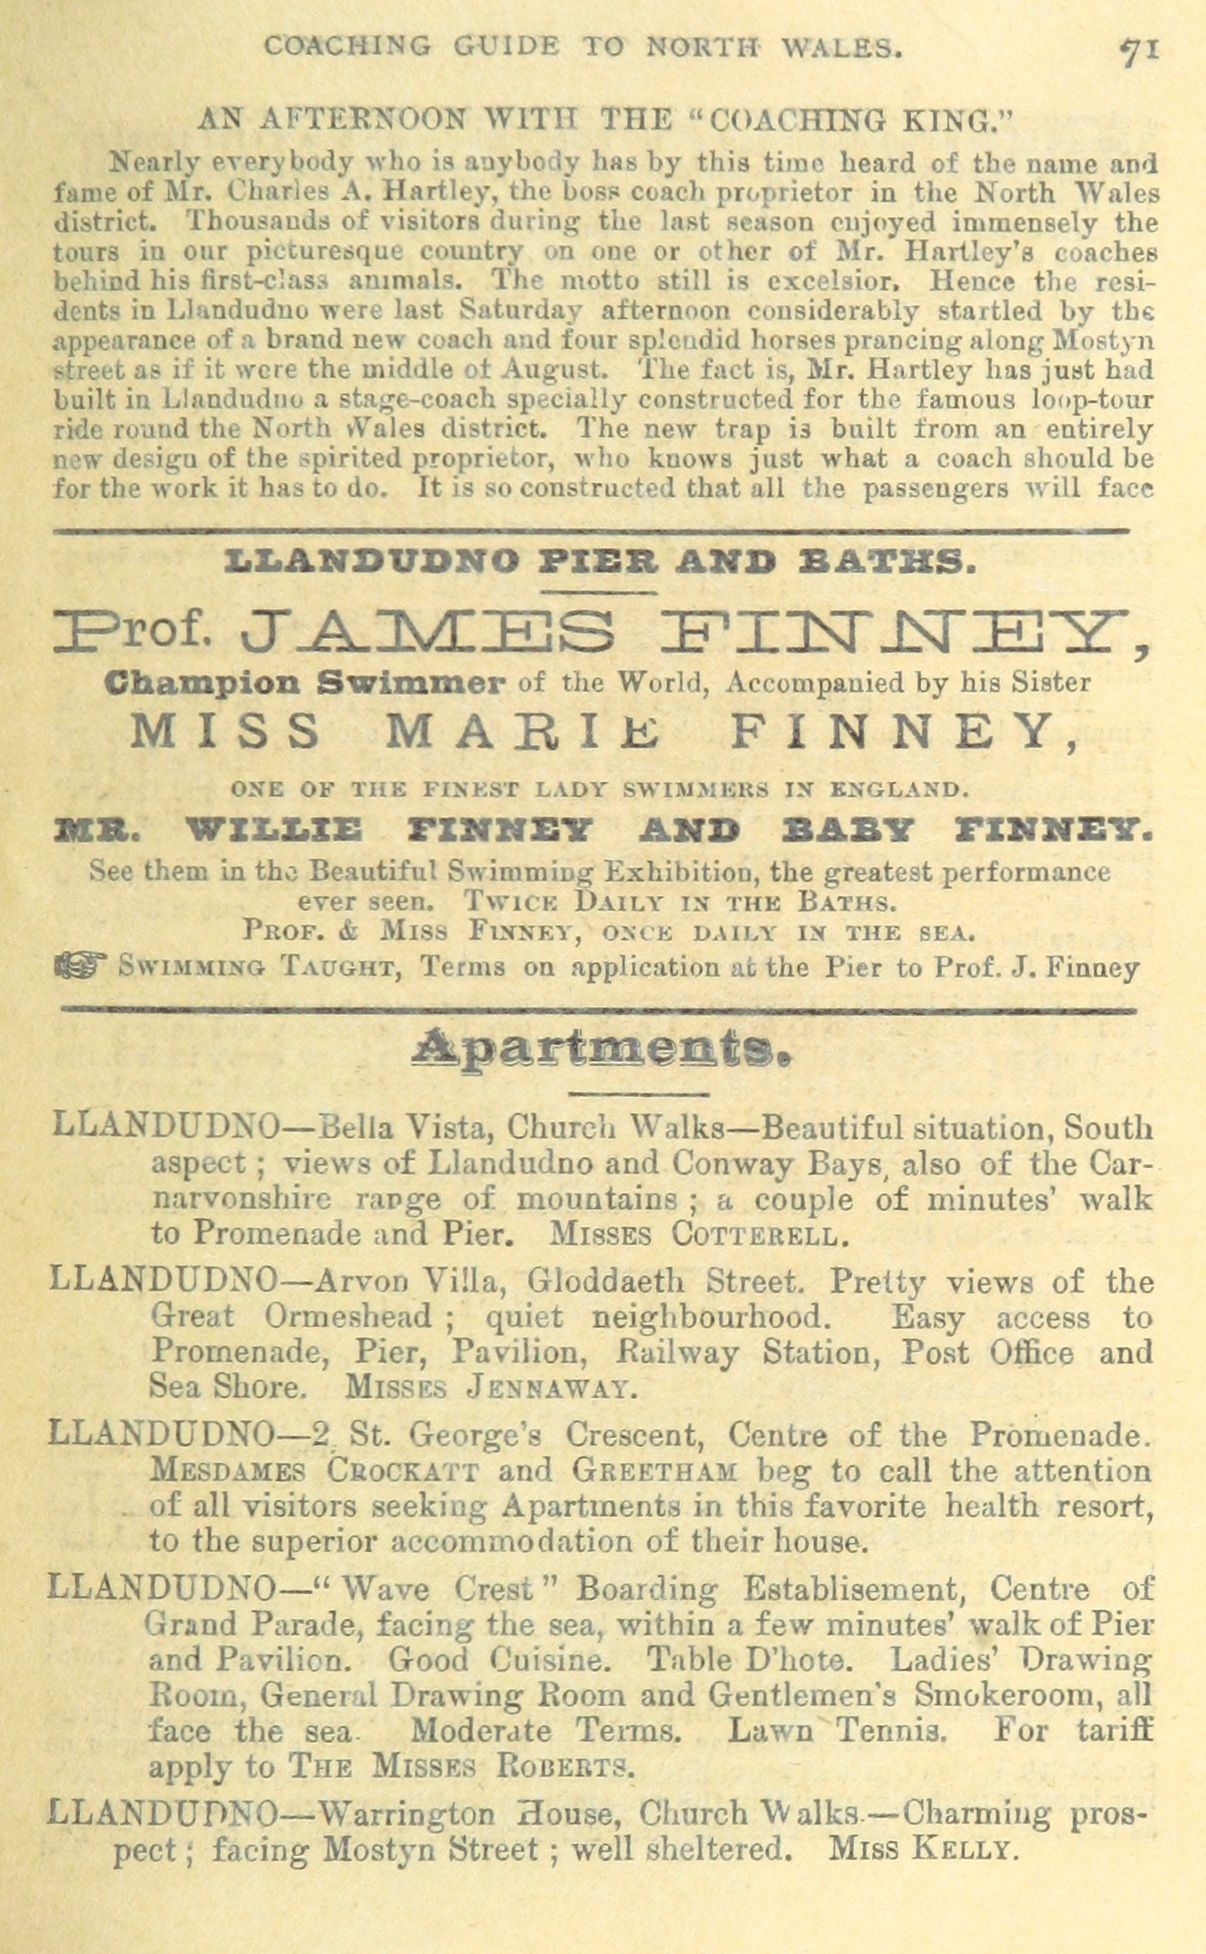 COACHING GUIDE TO NORTH WALES. 71
AN AFTERNOON WITH THE "COACHING KING."
Nearly everybody who is anybody has by this time heard of the name and
fame of Mr. Charles A. Hartley, the boss coach proprietor in the North Wales
district. Thousands of visitors during the last season enjoyed immensely the
tours in our picturesque country on one or other of Mr. Hartley's coaches
behind his first-class animals. The motto still is excelsior. Hence the resi-
dents in Llandudno were last Saturday afternoon considerably startled by the
appearance of a brand new coach and four splendid horses prancing along Mostyn
street as if it were the middle of August. The fact is, Mr. Hartley has just had
built in Llandudno a stage-coach specially constructed for the famous loop-tour
ride round the North Wales district. The new trap is built from an entirely
new design of the spirited proprietor, who knows just what a coach should be
for the work it has to do. It is so constructed that all the passengers will face
LLANDUDNO PIER AND BATHS.
Prof. JAMES FINNEY,
Champion Swimmer of the World, Accompanied by his Sister
MISS MARIE FINNEY,
ONE OF THE FINEST LADY SWIMMERS IN ENGLAND.
MR. WILLIE FINNEY AND BABY FINNEY.
See them in the Beautiful Swimming Exhibition, the greatest performance
ever seen. TWICE DAILY IN THE BATHS.
PROF. & MISS FINNEY, ONCE DAILY IN THE SEA.
☞ SWIMMING TAUGHT, Terms on application at the Pier to Prof. J. Finney
Apartments.
LLANDUDNO—Bella Vista, Church Walks—Beautiful situation, South
aspect; views of Llandudno and Conway Bays, also of the Car-
narvonshire range of mountains; a couple of minutes' walk
to Promenade and Pier. MISSES COTTERELL.
LLANDUDNO—Arvon Villa, Gloddaeth Street. Pretty views of the
Great Ormeshead; quiet neighbourhood. Easy access to
Promenade, Pier, Pavilion, Railway Station, Post Office and
Sea Shore. MISSES JENNAWAY.
LLANDUDNO—2, St. George's Crescent, Centre of the Promenade.
MESDAMES CROCKATT and GREETHAM beg to call the attention
of all visitors seeking Apartments in this favorite health resort,
to the superior accommodation of their house.
LLANDUDNO—"Wave Crest" Boarding Establisement, Centre of
Grand Parade, facing the sea, within a few minutes' walk of Pier
and Pavilion. Good Cuisine. Table D'hote. Ladies' Drawing
Room, General Drawing Room and Gentlemen's Smokeroom, all
face the sea. Moderate Terms. Lawn Tennis. For tariff
apply to THE MISSES ROBERTS.
LLANDUDNO—Warrington House, Church Walks.—Charming pros-
pect; facing Mostyn Street; well sheltered. MISS KELLY.